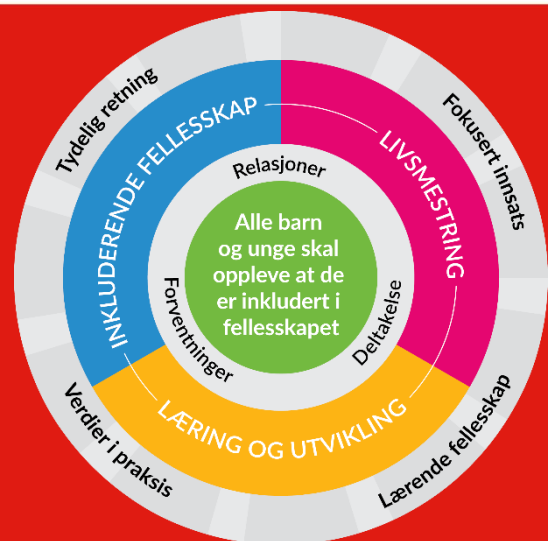 Tydelig retning
Fokusert innsats
INKLUDERENDE FELLESSKAP
LIVSMESTRING
Relasjoner
Alle barn
og unge skal
oppleve at de
er inkludert i
fellesskapet
Forventninger
Deltakelse
LÆRING OG UTVIKLING
Verdier i praksis
Lærende fellesskap